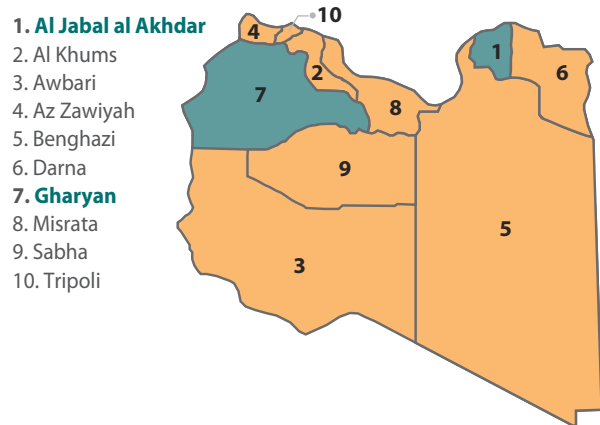 1. Al Jabal al Akhdar
2. Al Khums
3. Awbari
4. Az Zawiyah
5. Benghazi
6. Darna
7. Gharyan
8. Misrata
9. Sabha
10. Tripoli
10
4
1
2
6
7
8
9
5
3